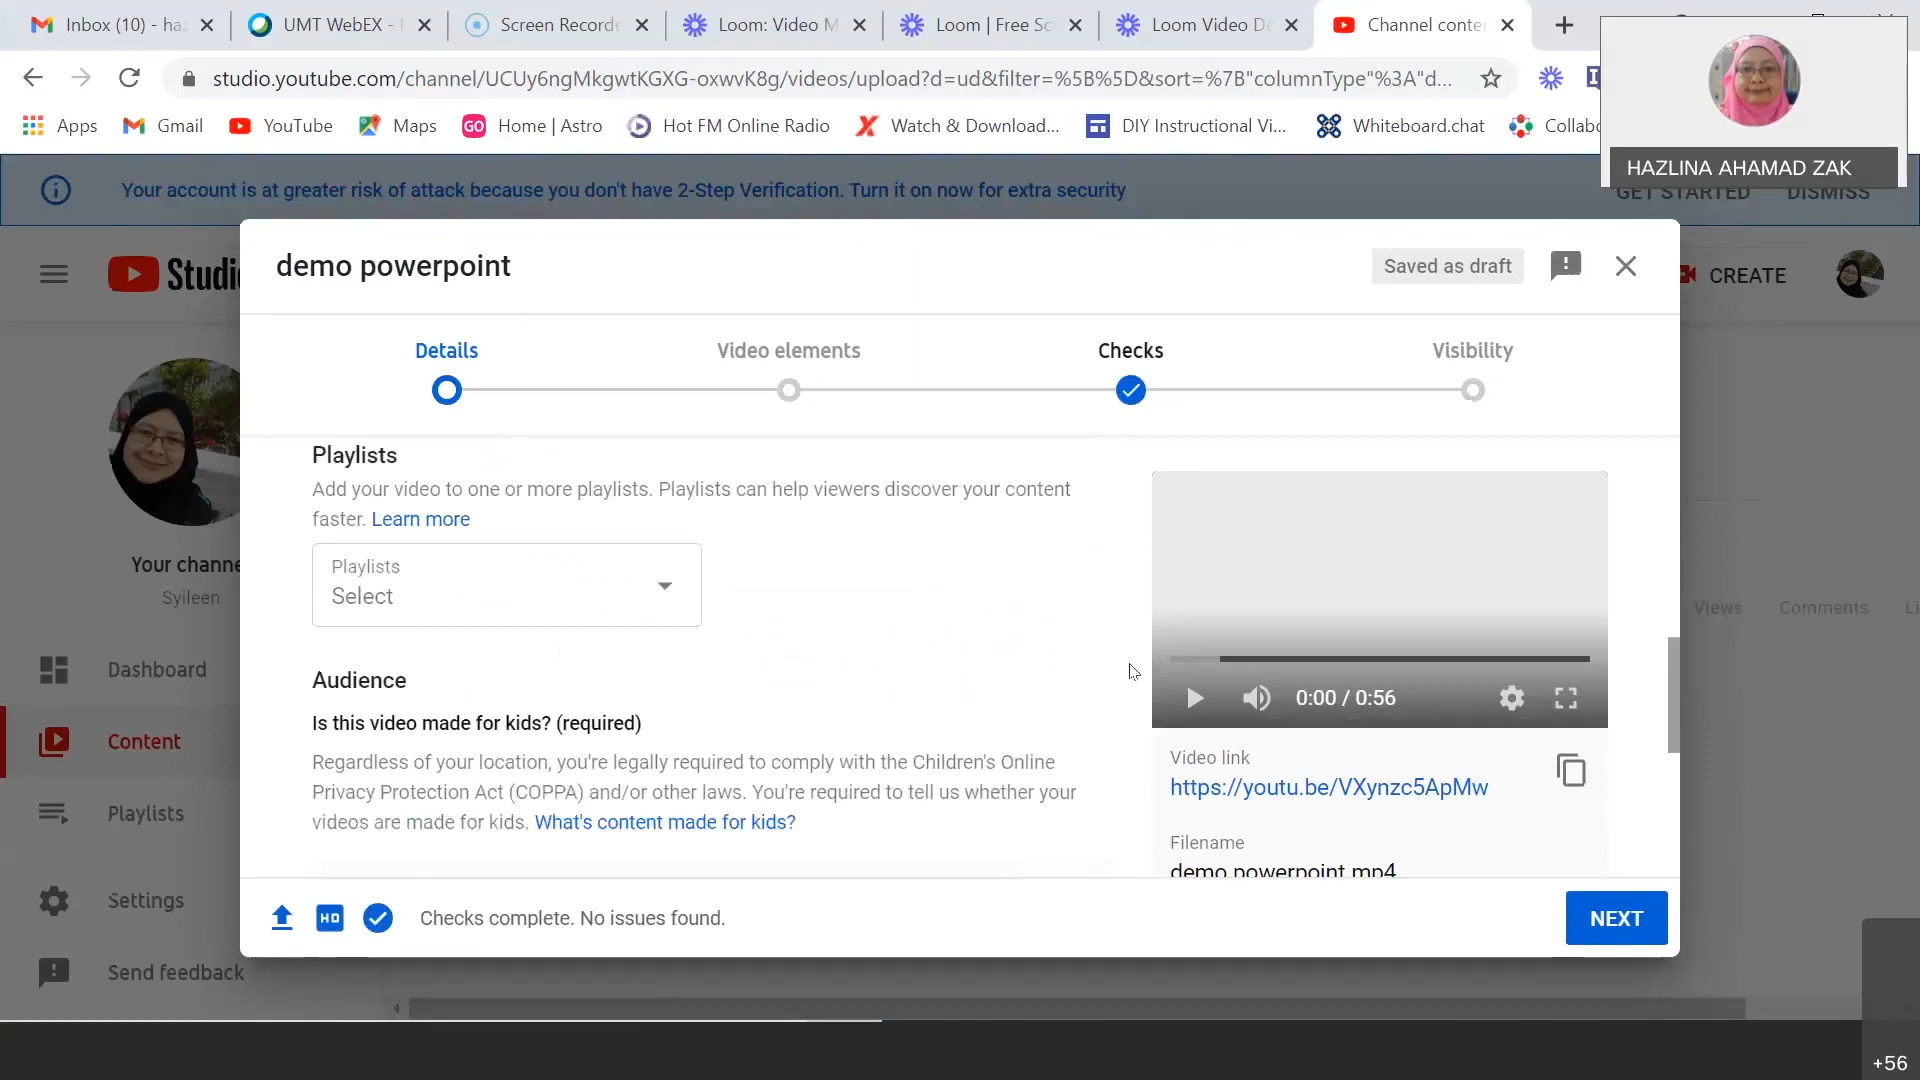 Inbox (10) - ha
UMT WebEX -
Screen Recorde
Loom: Video M
Loom | Free Sc
Loom Video De
Channel conte
studio.youtube.com/channel/UCUy6ngMkgwtKGXG-oxwvK8g/videos/upload?d=ud&filter=%5B%5D&sort=%7B"columnType"%3A"d...
Apps
Gmail
YouTube
Maps
GO
Home | Astro
Hot FM Online Radio
Watch & Download...
DIY Instructional Vi...
Whiteboard.chat
Collabo
HAZLINA AHAMAD ZAK
Your account is at greater risk of attack because you don't have 2-Step Verification. Turn it on now for extra security
GET STARTED
DISMISS
Studi
CREATE
demo powerpoint
Saved as draft
Details
Video elements
Checks
Visibility
Playlists
Add your video to one or more playlists. Playlists can help viewers discover your content
faster. Learn more
Playlists
Select
Audience
Is this video made for kids? (required)
Regardless of your location, you're legally required to comply with the Children's Online
Privacy Protection Act (COPPA) and/or other laws. You're required to tell us whether your
videos are made for kids. What's content made for kids?
0:00 / 0:56
Video link
https://youtu.be/VXynzc5ApMw
Filename
demo powerpoint.mp4
Your channe
Syileen
Dashboard
Content
Playlists
Settings
Send feedback
Views
Comments
Li
HD
Checks complete. No issues found.
NEXT
+56